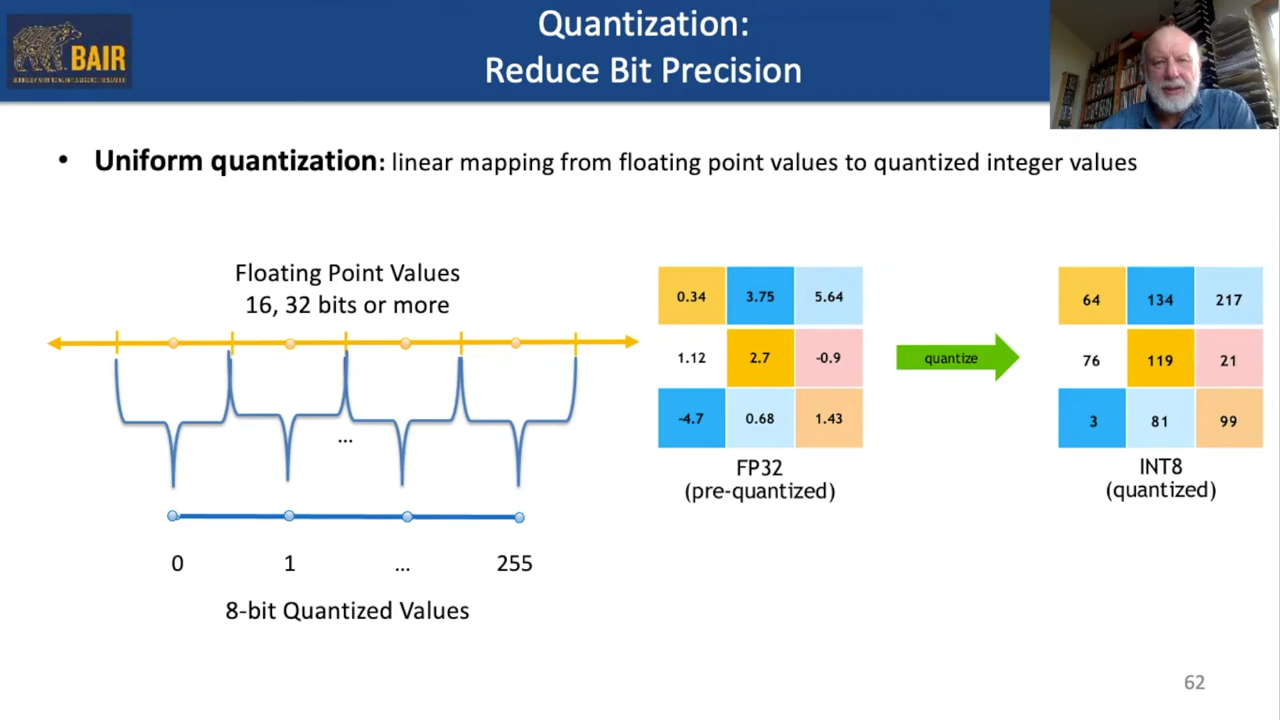 BAIR
Quantization:
Reduce Bit Precision
• Uniform quantization: linear mapping from floating point values to quantized integer values
Floating Point Values
16, 32 bits or more
...
0 1 ... 255
8-bit Quantized Values
0.34 3.75 5.64
1.12 2.7 -0.9
-4.7 0.68 1.43
FP32
(pre-quantized)
quantize
64 134 217
76 119 21
3 81 99
INT8
(quantized)
62